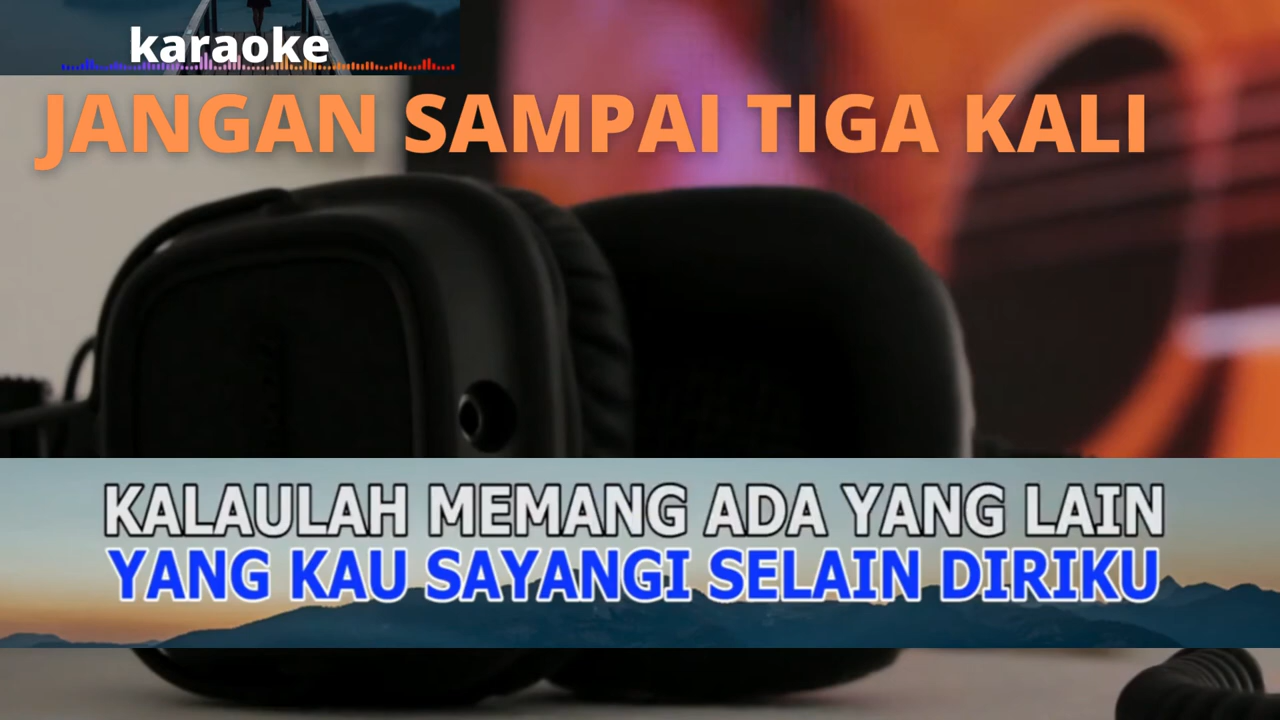 karaoke
JANGAN SAMPAI TIGA KALI
KALAULAH MEMANG ADA YANG LAIN
YANG KAU SAYANGI SELAIN DIRIKU